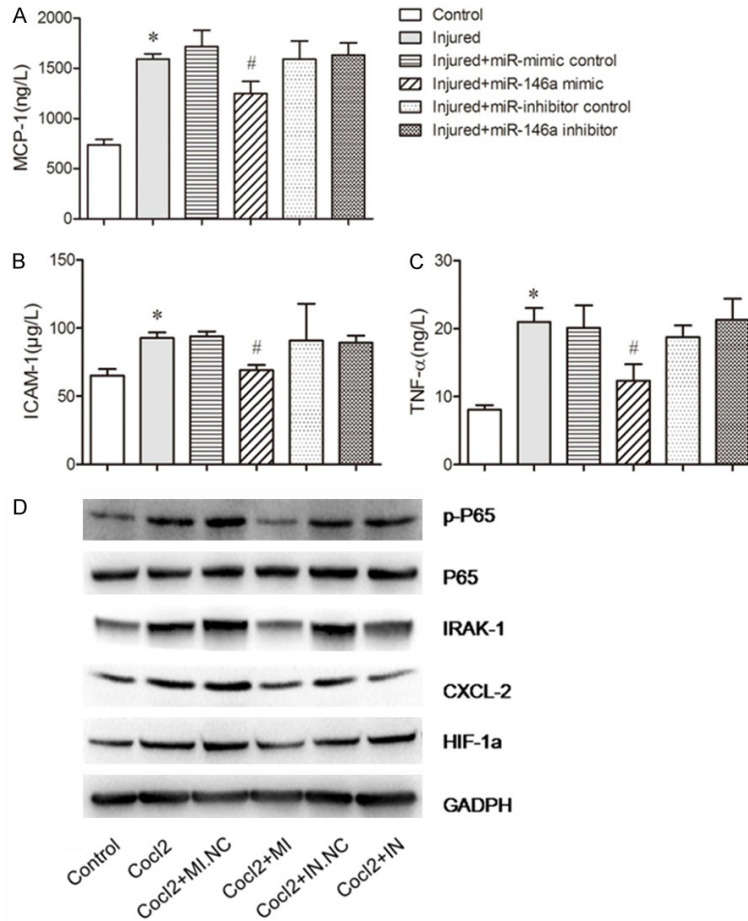 A
MCP-1(ng/L)
2000
1500
1000
500
0
*
#
Control
Injured
Injured+miR-mimic control
Injured+miR-146a mimic
Injured+miR-inhibitor control
Injured+miR-146a inhibitor
B
ICAM-1(μg/L)
150
100
50
0
*
#
C
TNF-α(ng/L)
30
20
10
0
*
#
D
p-P65
P65
IRAK-1
CXCL-2
HIF-1a
GADPH
Control
Cocl2
Cocl2+MI.NC
Cocl2+MI
Cocl2+IN.NC
Cocl2+IN